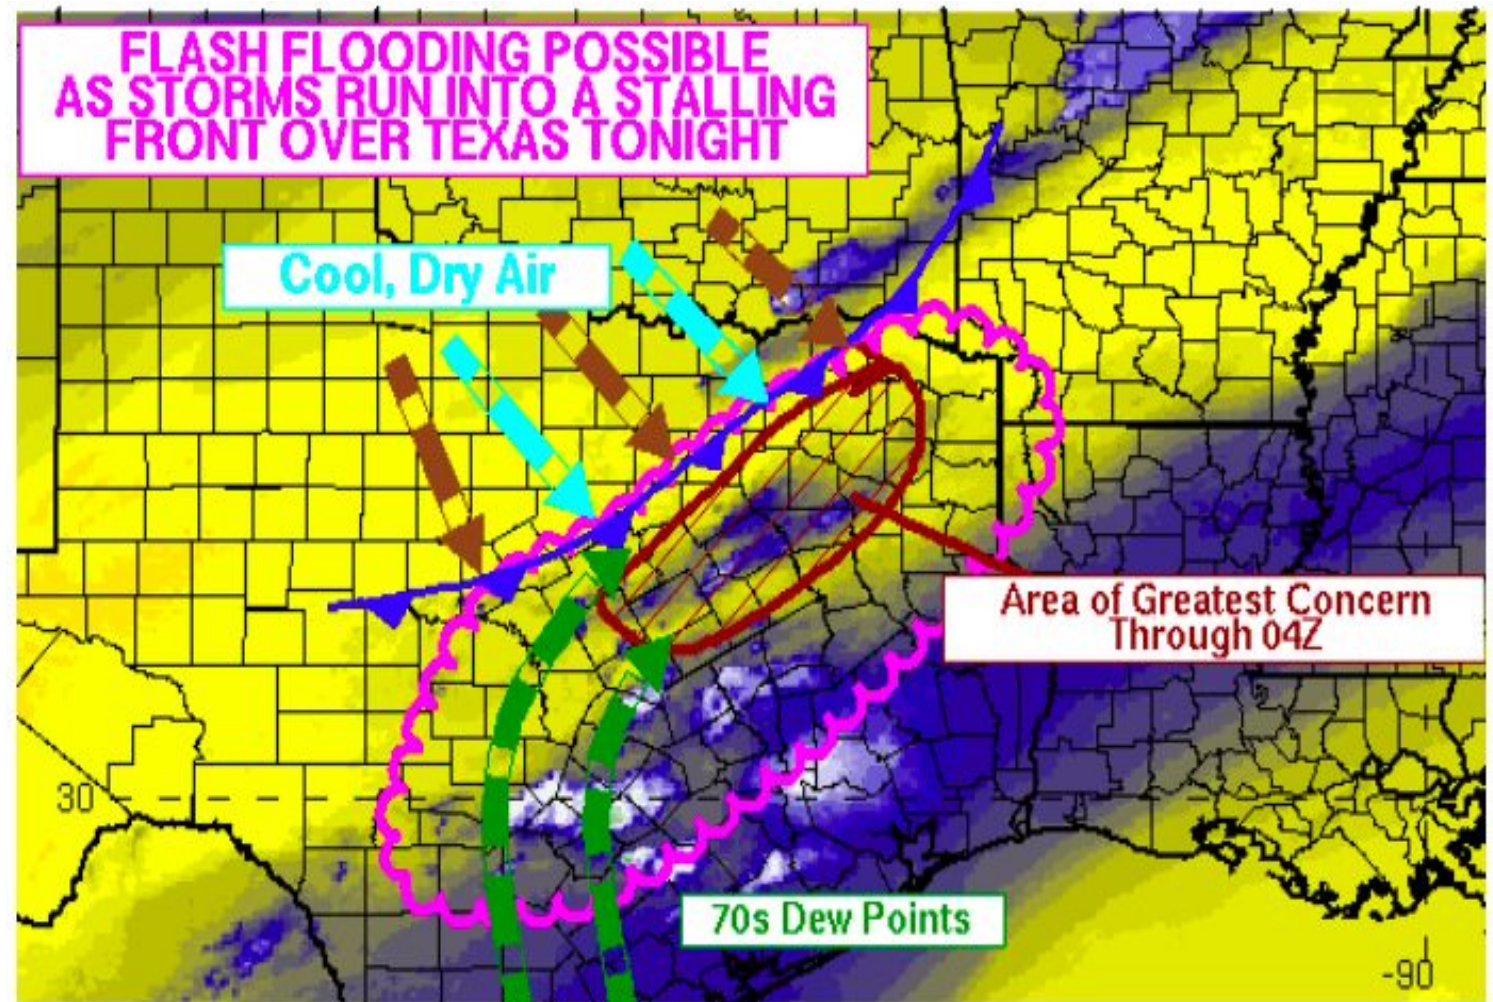 FLASH FLOODING POSSIBLE
AS STORMS RUN INTO A STALLING
FRONT OVER TEXAS TONIGHT
Cool, Dry Air
Area of Greatest Concern
Through 04Z
30
70s Dew Points
-90